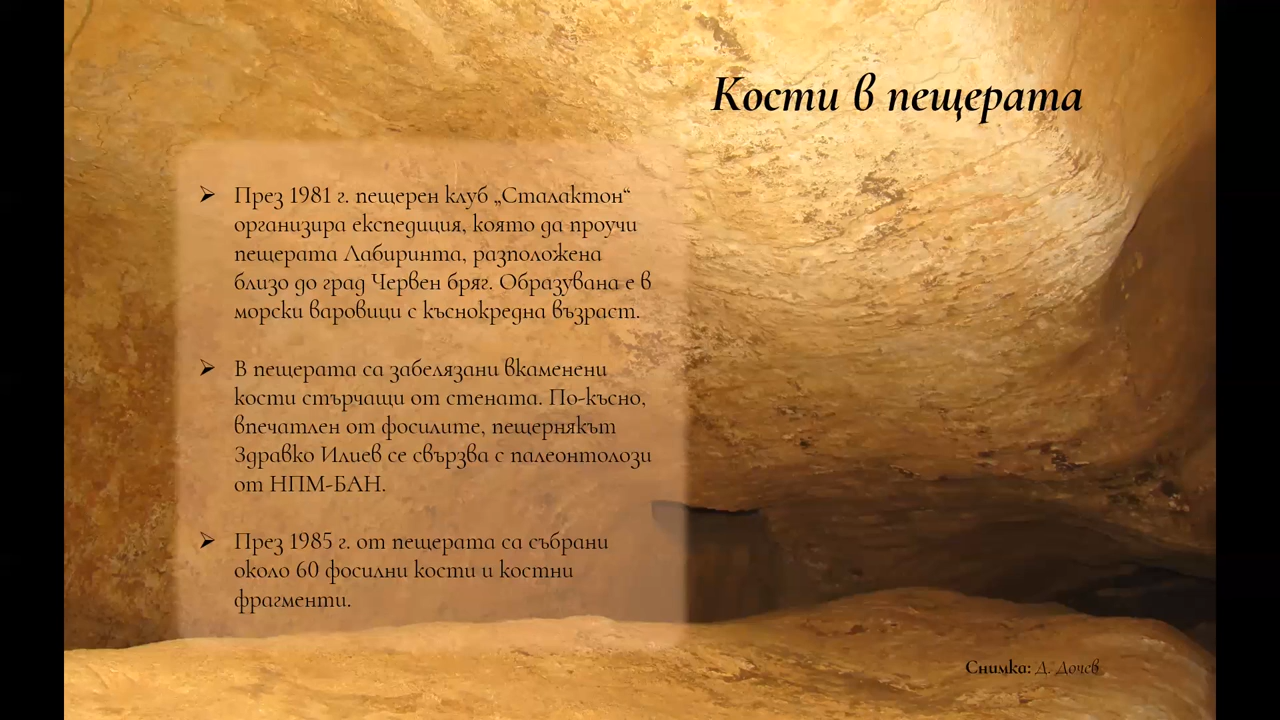 Кости в пещерата
➤ През 1981 г. пещерен клуб „Сталактон“
организира експедиция, която да проучи
пещерата Лабиринта, разположена
близо до град Червен бряг. Образувана е в
морски варовици с къснокредна възраст.
➤ В пещерата са забелязани вкаменени
кости стърчащи от стената. По-късно,
впечатлен от фосилите, пещернякът
Здравко Илиев се свързва с палеонтолози
от НПМ-БАН.
➤ През 1985 г. от пещерата са събрани
около 60 фосилни кости и костни
фрагменти.
Снимка: Д. Дочев